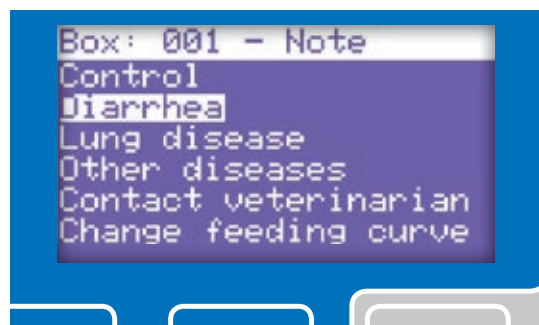 Box: 001 - Note
Control
Diarrhea
Lung disease
Other diseases
Contact veterinarian
Change feeding curve